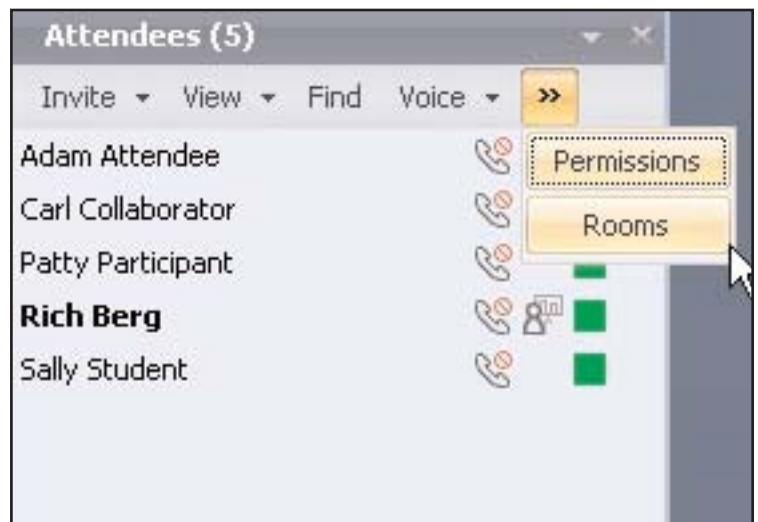 Attendees (5)
Invite View Find Voice »
Adam Attendee
Permissions
Carl Collaborator
Rooms
Patty Participant
Rich Berg
Sally Student